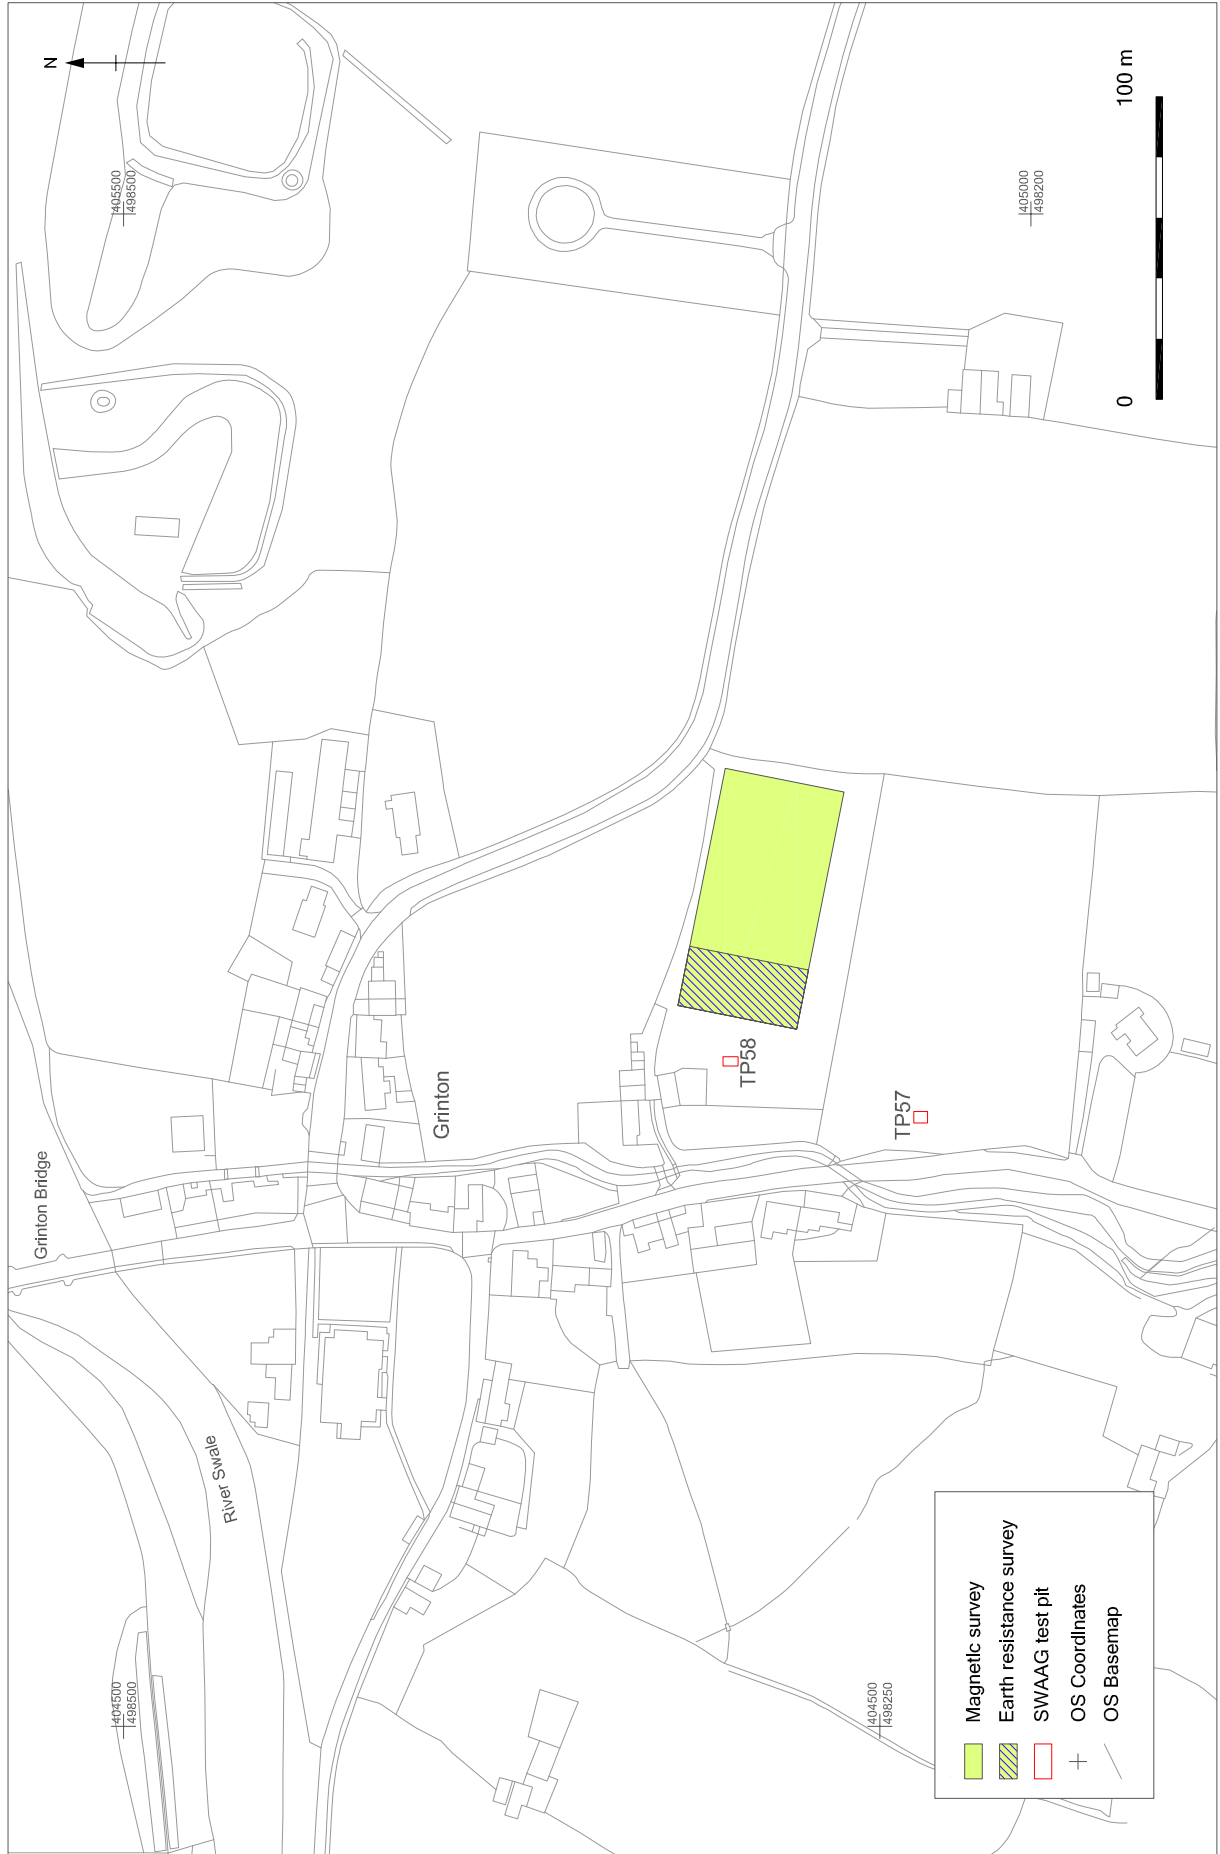 N
405500
498500
Grinton Bridge
River Swale
404500
498500
Grinton
TP58
TP57
405000
498200
404500
498250
0
100 m
Magnetic survey
Earth resistance survey
SWAAG test pit
OS Coordinates
OS Basemap